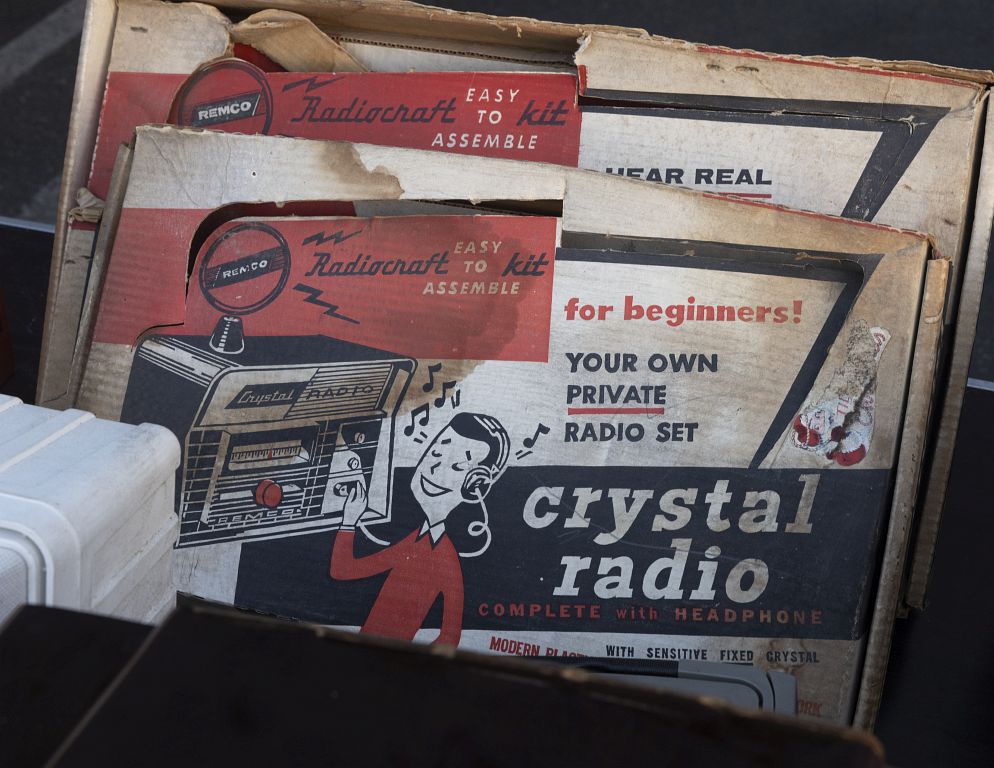 REMCO
Radiocraft kit
EASY
TO
ASSEMBLE
HEAR REAL
REMCO
Radiocraft kit
EASY
TO
ASSEMBLE
for beginners!
YOUR OWN
PRIVATE
RADIO SET
Crystal RADIO
REMCO
crystal
radio
COMPLETE with HEADPHONE
MODERN
WITH SENSITIVE FIXED CRYSTAL